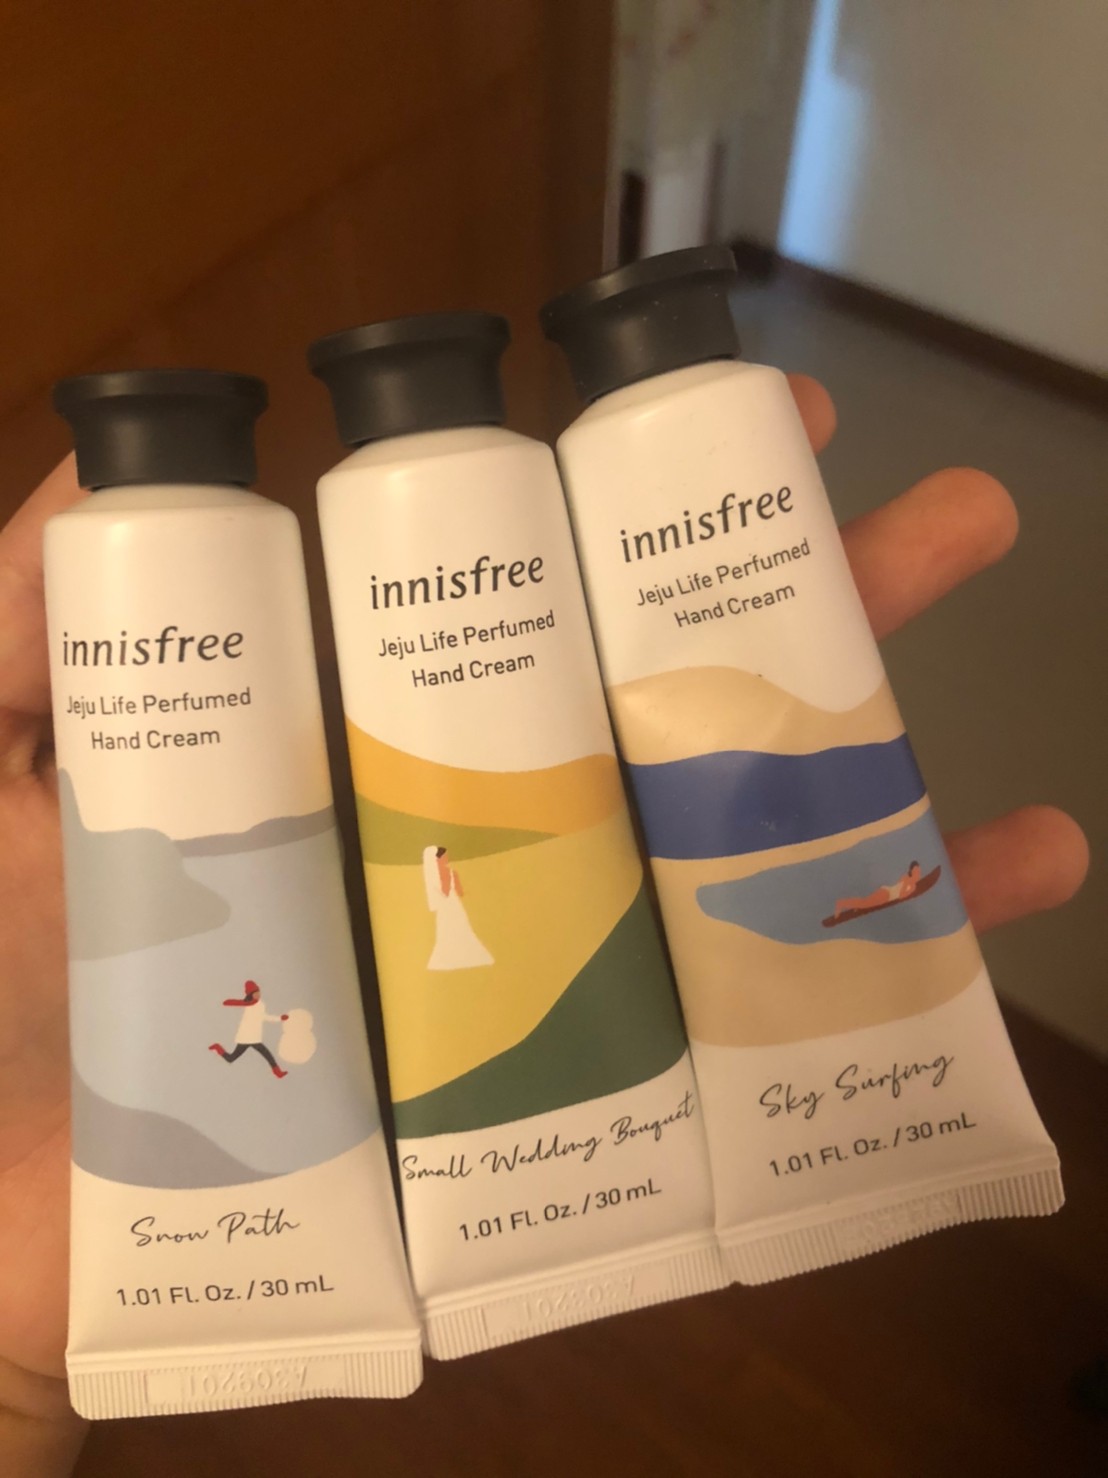 innisfree
Jeju Life Perfumed
Hand Cream
Snow Path
1.01 FL. Oz. / 30 mL
innisfree
Jeju Life Perfumed
Hand Cream
Small Wedding Bouquet
1.01 FL. Oz. / 30 mL
innisfree
Jeju Life Perfumed
Hand Cream
Sky Surfing
1.01 FL. Oz. / 30 mL